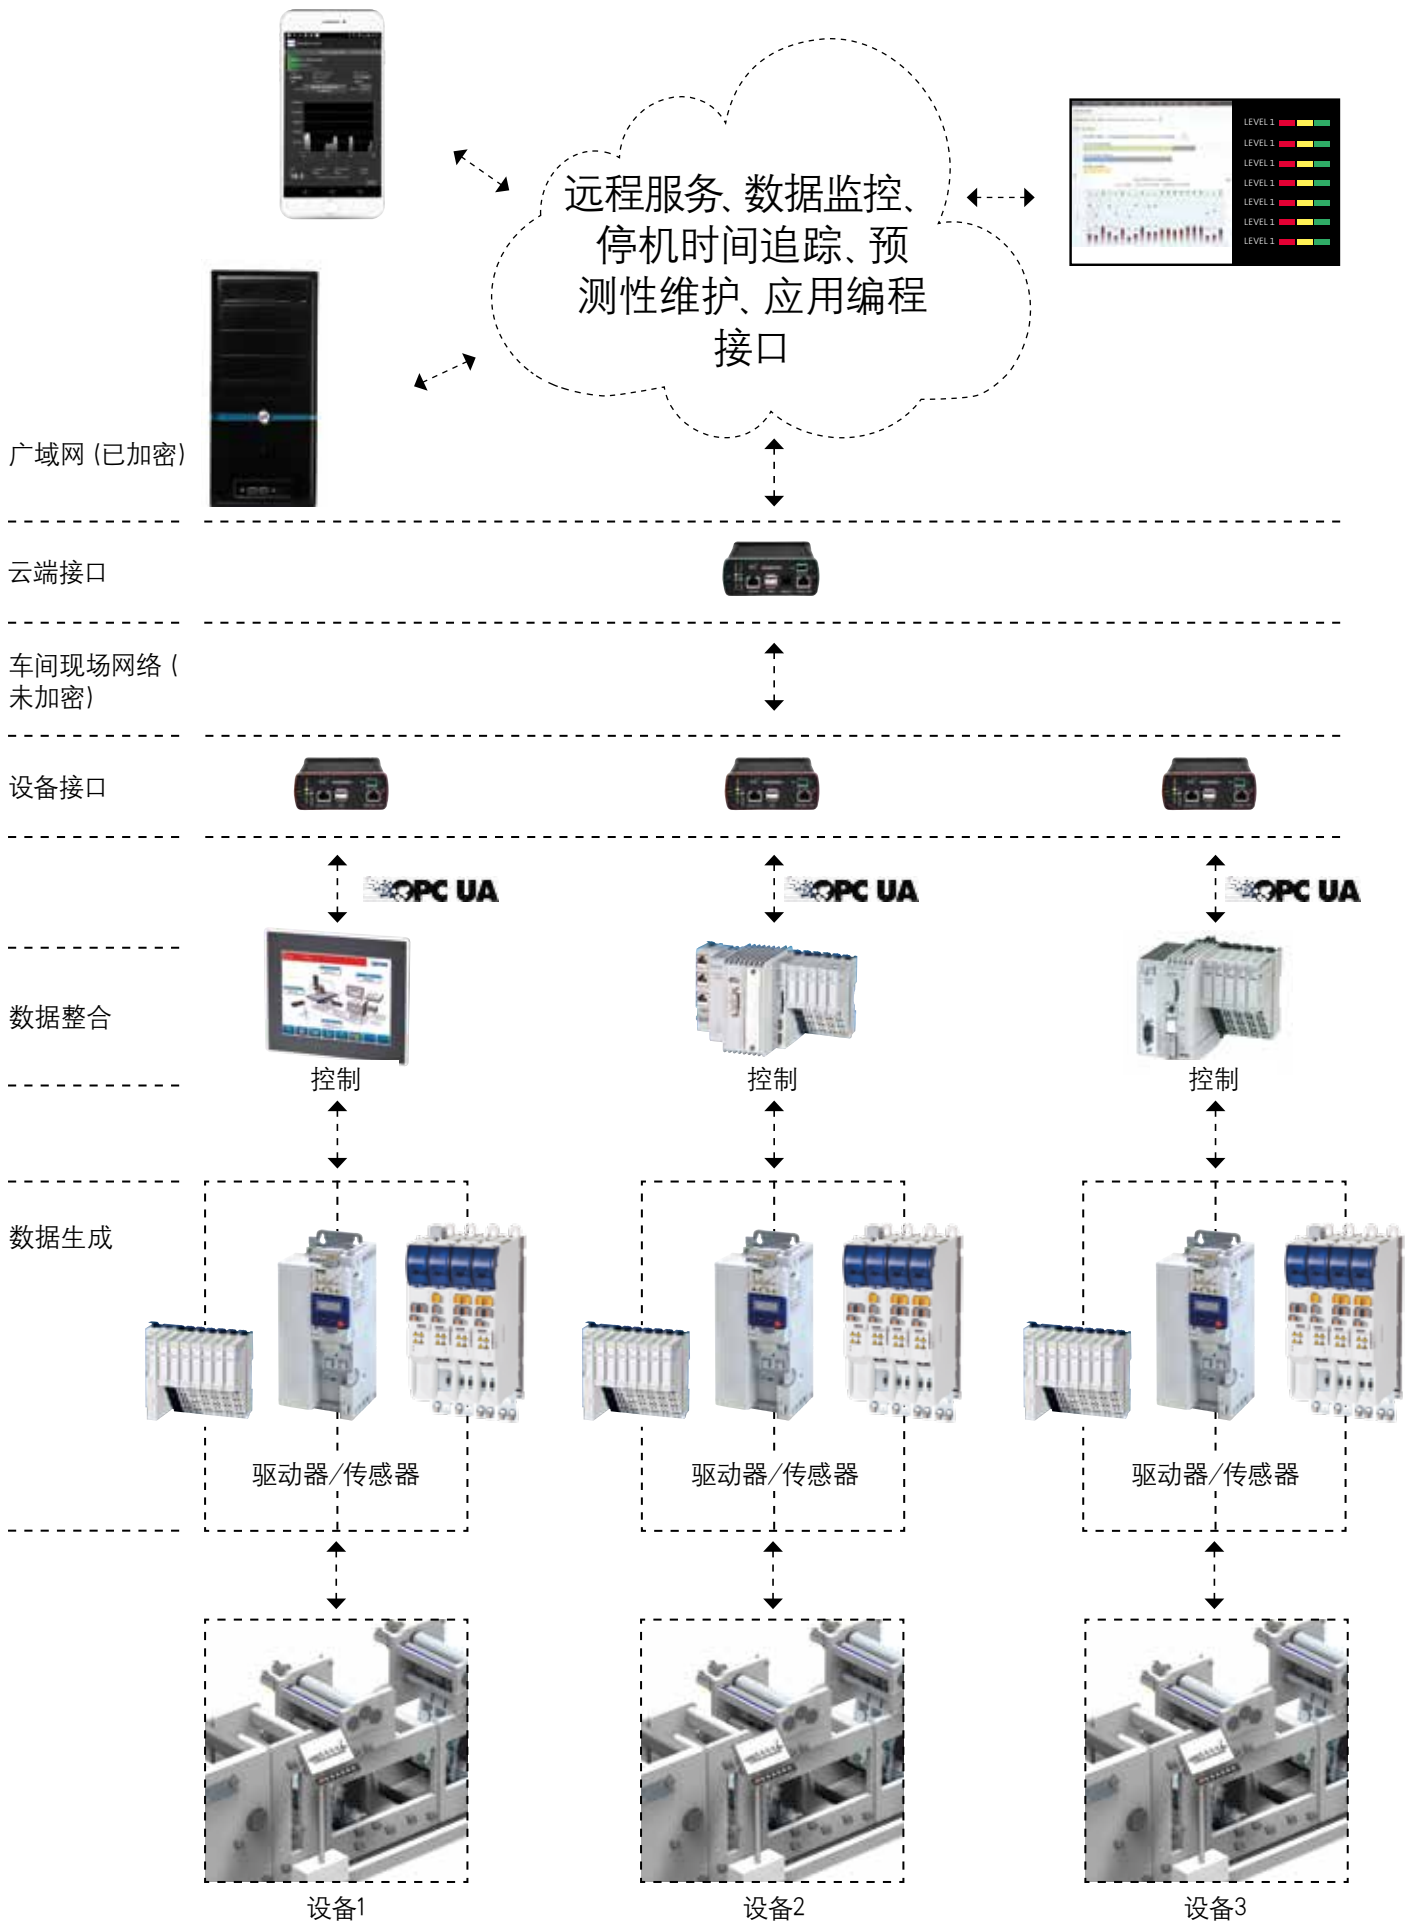 远程服务、数据监控、
停机时间追踪、预
测性维护、应用编程
接口
LEVEL 1
LEVEL 1
LEVEL 1
LEVEL 1
LEVEL 1
LEVEL 1
LEVEL 1
广域网 (已加密)
云端接口
车间现场网络 (
未加密)
设备接口
OPC UA
OPC UA
OPC UA
数据整合
控制
控制
控制
数据生成
驱动器/传感器
驱动器/传感器
驱动器/传感器
设备1
设备2
设备3